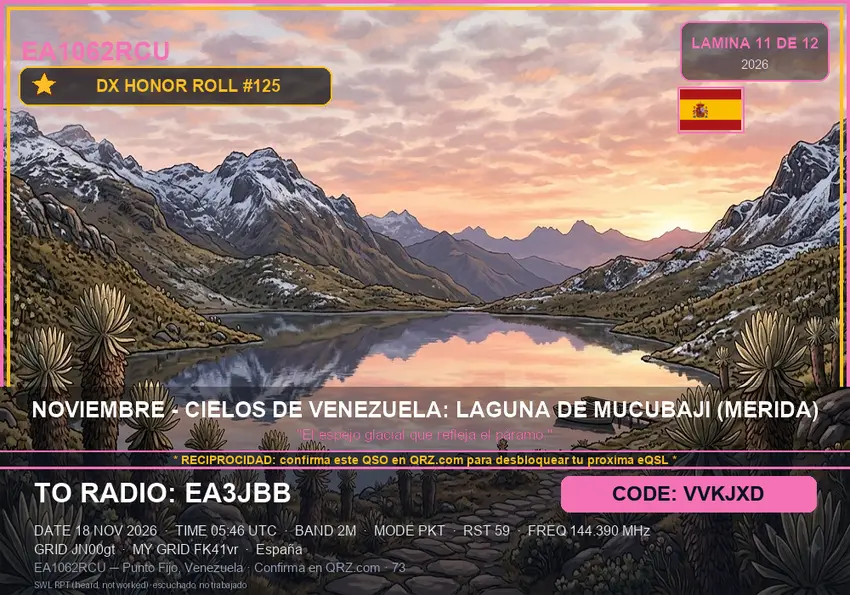 EA1062RCU
LAMINA 11 DE 12
2026
DX HONOR ROLL #125
NOVIEMBRE - CIELOS DE VENEZUELA: LAGUNA DE MUCUBAJI (MERIDA)
"El espejo glacial que refleja el paramo."
* RECIPROCIDAD: confirma este QSO en QRZ.com para desbloquear tu proxima eQSL *
TO RADIO: EA3JBB
CODE: VVKJXD
DATE 18 NOV 2026 · TIME 05:46 UTC · BAND 2M · MODE PKT · RST 59 · FREQ 144.390 MHz
GRID JN00gt · MY GRID FK41vr · España
EA1062RCU — Punto Fijo, Venezuela · Confirma en QRZ.com · 73
SWL RPT (heard, not worked) · escuchado, no trabajado